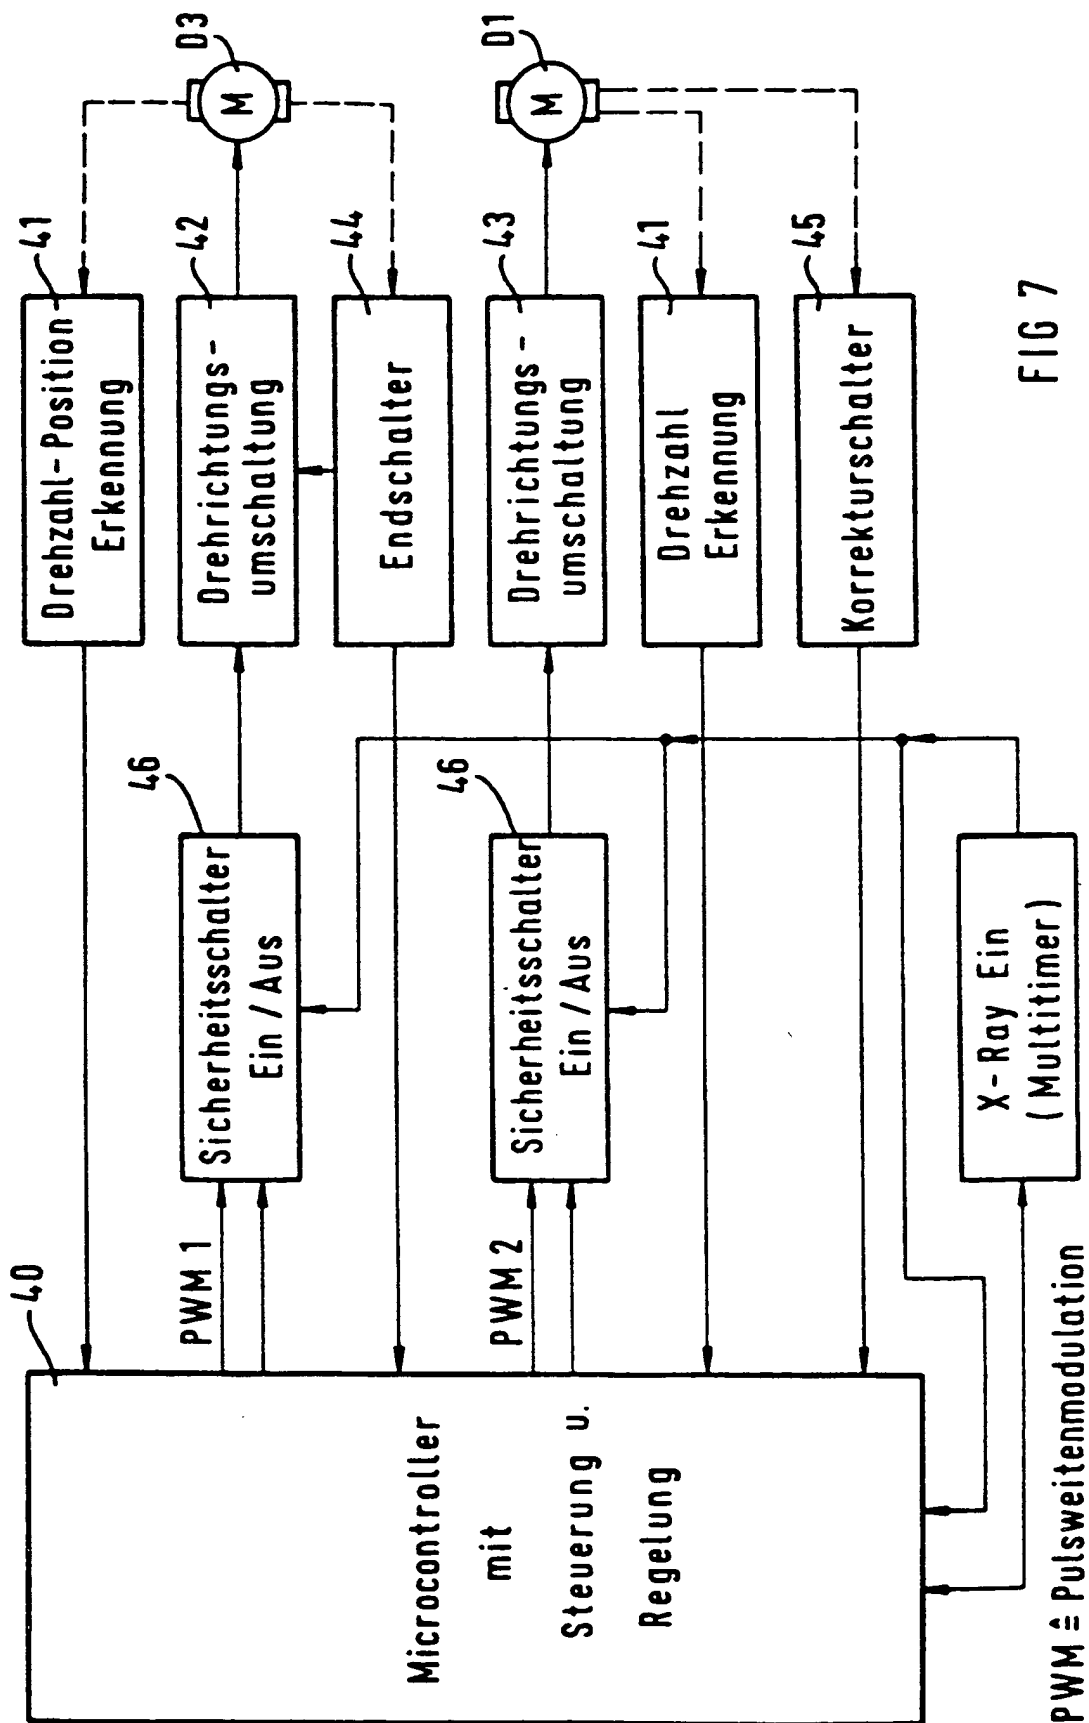 40
Microcontroller
mit
Steuerung u.
Regelung
PWM 1
PWM 2
46
Sicherheitsschalter
Ein / Aus
46
Sicherheitsschalter
Ein / Aus
X-Ray Ein
(Multitimer)
41
Drehzahl-Position
Erkennung
42
Drehrichtungs-
umschaltung
44
Endschalter
43
Drehrichtungs-
umschaltung
41
Drehzahl
Erkennung
45
Korrekturschalter
D3
M
D1
M
PWM ≙ Pulsweitenmodulation
FIG 7